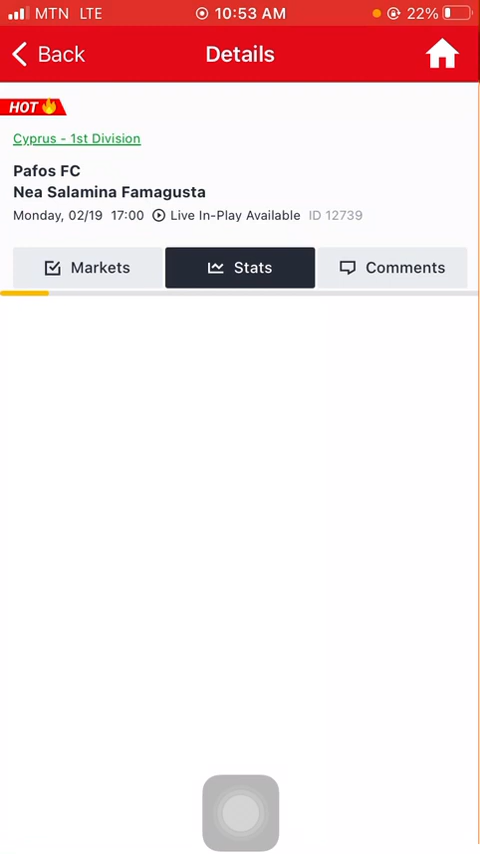 MTN LTE 10:53 AM 22%
Back Details
HOT
Cyprus - 1st Division
Pafos FC
Nea Salamina Famagusta
Monday, 02/19 17:00 Live In-Play Available ID 12739
Markets Stats Comments